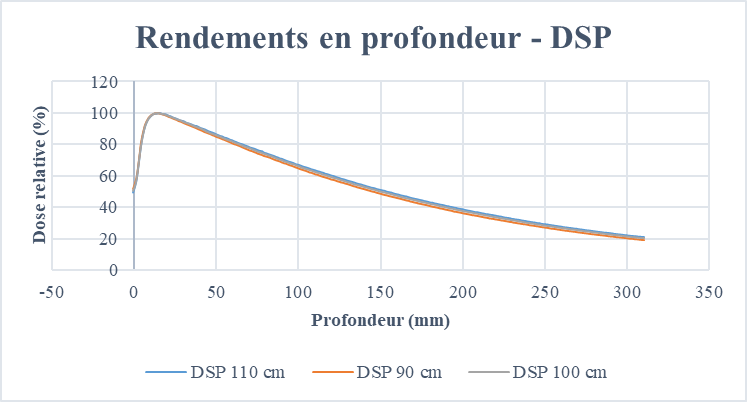 Rendements en profondeur - DSP
120
100
80
60
40
20
0
Dose relative (%)
-50 0 50 100 150 200 250 300 350
Profondeur (mm)
DSP 110 cm DSP 90 cm DSP 100 cm